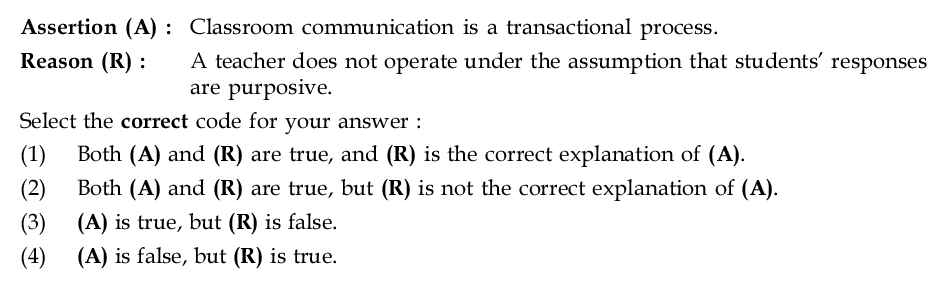 Assertion (A) : Classroom communication is a transactional process.
Reason (R) : A teacher does not operate under the assumption that students' responses
are purposive.
Select the correct code for your answer :
(1) Both (A) and (R) are true, and (R) is the correct explanation of (A).
(2) Both (A) and (R) are true, but (R) is not the correct explanation of (A).
(3) (A) is true, but (R) is false.
(4) (A) is false, but (R) is true.